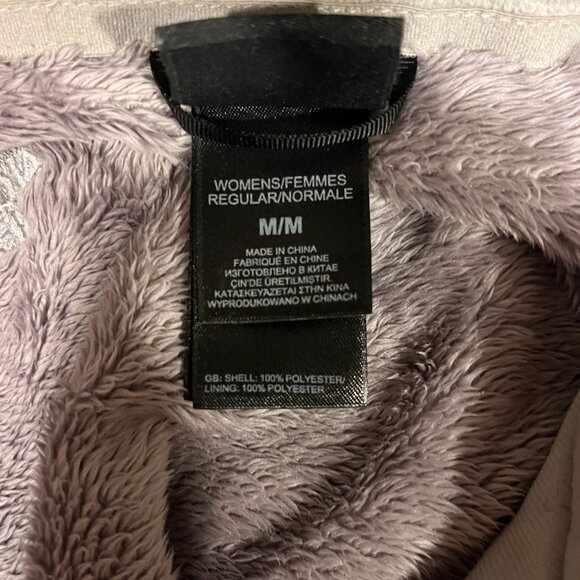 WOMENS/FEMMES
REGULAR/NORMALE
M/M
MADE IN CHINA
FABRIQUÉ EN CHINE
ИЗГОТОВЛЕНО В КИТАЕ
ÇIN'DE ÜRETILMIŞTIR.
ΚΑΤΑΣΚΕΥΑΖΕΤΑΙ ΣΤΗΝ ΚΙΝΑ
WYPRODUKOWANO W CHINACH
GB: SHELL: 100% POLYESTER/
LINING: 100% POLYESTER